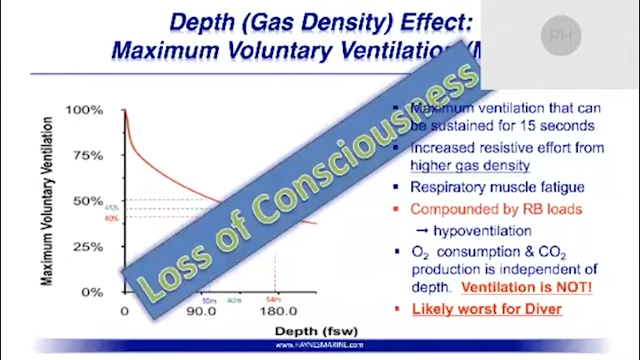 Depth (Gas Density) Effect:
Maximum Voluntary Ventilation (M
RH
Loss of Consciousness
Maximum Voluntary Ventilation
100%
75%
50%
45%
40%
25%
0%
0
30m
90.0
40m
54m
180.0
Depth (fsw)
Maximum ventilation that can
be sustained for 15 seconds
Increased resistive effort from
higher gas density
Respiratory muscle fatigue
Compounded by RB loads
→ hypoventilation
O2 consumption & CO2
production is independent of
depth. Ventilation is NOT!
Likely worst for Diver
www.HAYNESMARINE.com